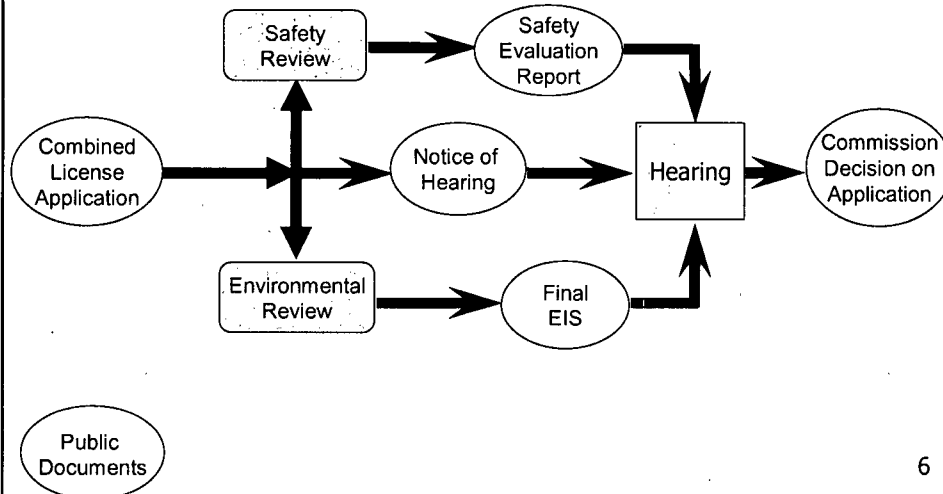 Safety
Review
Safety
Evaluation
Report
Combined
License
Application
Notice of
Hearing
Hearing
Commission
Decision on
Application
Environmental
Review
Final
EIS
Public
Documents
6